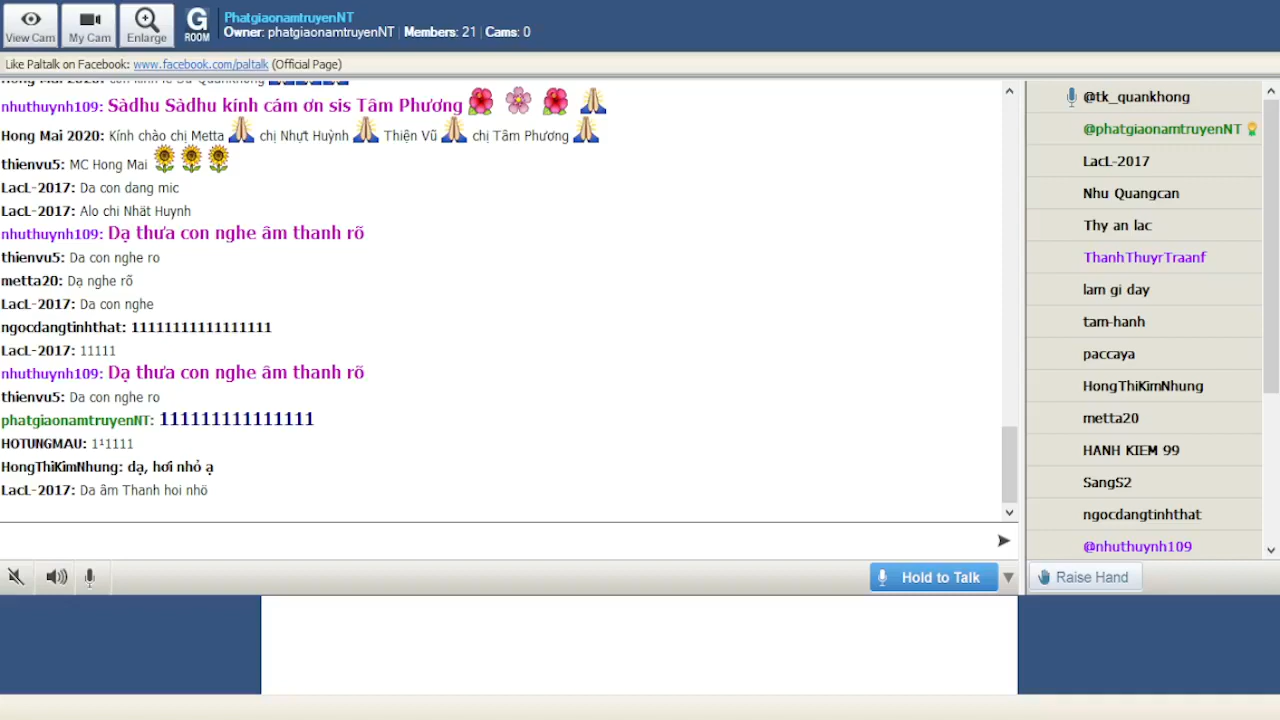 View Cam
My Cam
Enlarge
G
ROOM
PhatgiaonamtruyenNT
Owner: phatgiaonamtruyenNT | Members: 21 | Cams: 0
Like Paltalk on Facebook: www.facebook.com/paltalk (Official Page)
nhuthuynh109: Sàdhu Sàdhu kính cám ơn sis Tâm Phương
Hong Mai 2020: Kính chào chị Metta chị Nhựt Huỳnh Thiện Vũ chị Tâm Phương
thienvu5: MC Hong Mai
LacL-2017: Da con dang mic
LacL-2017: Alo chi Nhät Huynh
nhuthuynh109: Dạ thưa con nghe âm thanh rõ
thienvu5: Da con nghe ro
metta20: Dạ nghe rõ
LacL-2017: Da con nghe
ngocdangtinhthat: 11111111111111111
LacL-2017: 11111
nhuthuynh109: Dạ thưa con nghe âm thanh rõ
thienvu5: Da con nghe ro
phatgiaonamtruyenNT: 111111111111111
HOTUNGMAU: 1¹1111
HongThiKimNhung: dạ, hơi nhỏ ạ
LacL-2017: Da âm Thanh hoi nhö
Hold to Talk
@tk_quankhong
@phatgiaonamtruyenNT
LacL-2017
Nhu Quangcan
Thy an lac
ThanhThuyrTraanf
lam gi day
tam-hanh
paccaya
HongThiKimNhung
metta20
HANH KIEM 99
SangS2
ngocdangtinhthat
@nhuthuynh109
Raise Hand